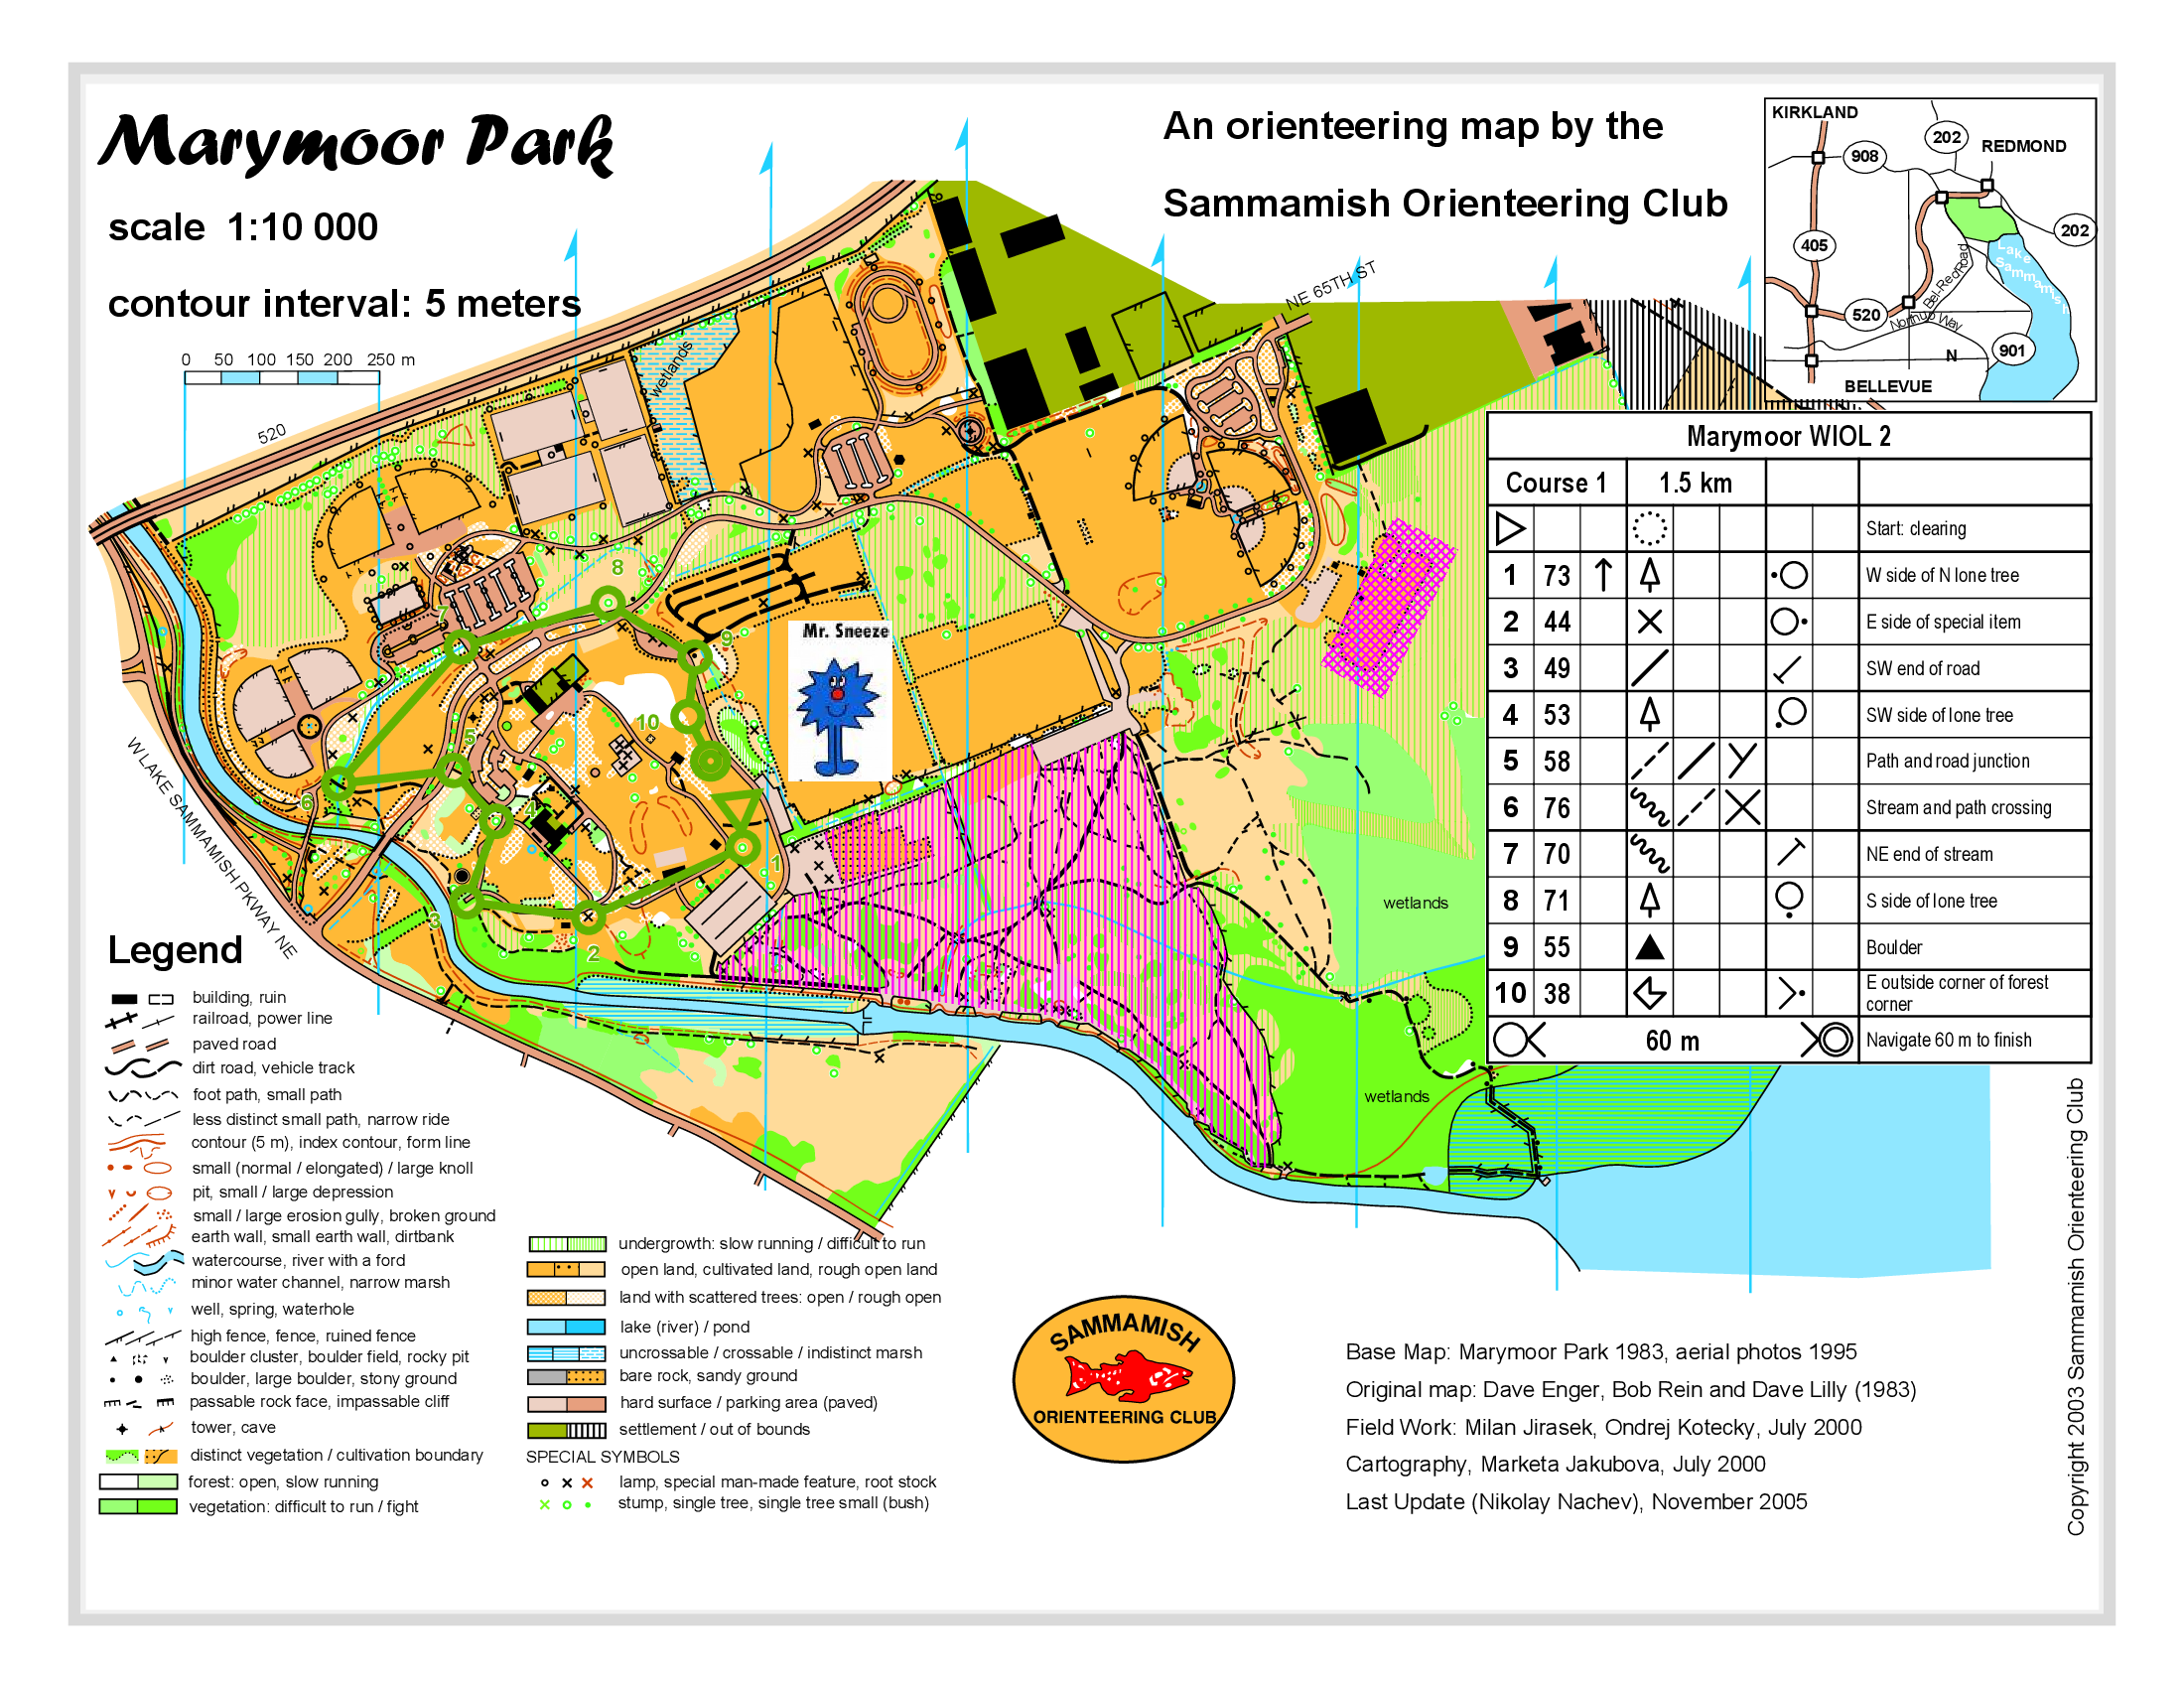 Marymoor Park
scale 1:10 000
contour interval: 5 meters
0 50 100 150 200 250 m
An orienteering map by the
Sammamish Orienteering Club
KIRKLAND
202
REDMOND
908
405
202
Bel-Red Road
Lake Sammamish
520
Northup Way
N
901
BELLEVUE
NE 65TH ST
520
wetlands
W LAKE SAMMAMISH PKWAY NE
Mr. Sneeze
8
7
9
10
5
6
4
1
3
2
wetlands
wetlands
Marymoor WIOL 2
Course 1 1.5 km
Start: clearing
1 73 W side of N lone tree
2 44 E side of special item
3 49 SW end of road
4 53 SW side of lone tree
5 58 Path and road junction
6 76 Stream and path crossing
7 70 NE end of stream
8 71 S side of lone tree
9 55 Boulder
10 38 E outside corner of forest
corner
60 m Navigate 60 m to finish
Legend
building, ruin
railroad, power line
paved road
dirt road, vehicle track
foot path, small path
less distinct small path, narrow ride
contour (5 m), index contour, form line
small (normal / elongated) / large knoll
pit, small / large depression
small / large erosion gully, broken ground
earth wall, small earth wall, dirtbank
watercourse, river with a ford
minor water channel, narrow marsh
well, spring, waterhole
high fence, fence, ruined fence
boulder cluster, boulder field, rocky pit
boulder, large boulder, stony ground
passable rock face, impassable cliff
tower, cave
distinct vegetation / cultivation boundary
forest: open, slow running
vegetation: difficult to run / fight
undergrowth: slow running / difficult to run
open land, cultivated land, rough open land
land with scattered trees: open / rough open
lake (river) / pond
uncrossable / crossable / indistinct marsh
bare rock, sandy ground
hard surface / parking area (paved)
settlement / out of bounds
SPECIAL SYMBOLS
lamp, special man-made feature, root stock
stump, single tree, single tree small (bush)
SAMMAMISH
ORIENTEERING CLUB
Base Map: Marymoor Park 1983, aerial photos 1995
Original map: Dave Enger, Bob Rein and Dave Lilly (1983)
Field Work: Milan Jirasek, Ondrej Kotecky, July 2000
Cartography, Marketa Jakubova, July 2000
Last Update (Nikolay Nachev), November 2005
Copyright 2003 Sammamish Orienteering Club